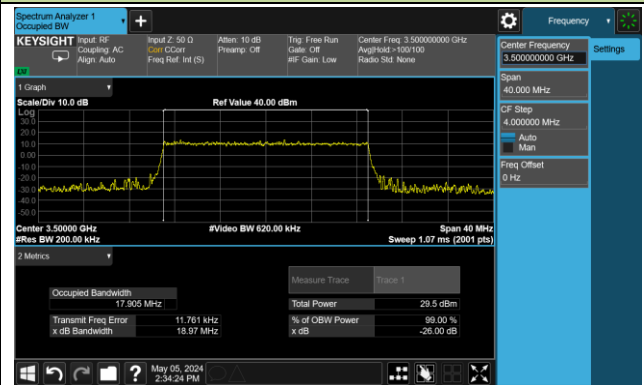 Spectrum Analyzer 1
Occupied BW
+
Frequency
KEYSIGHT
Input: RF
Coupling: AC
Align: Auto
Input Z: 50 Ω
Corr CCorr
Freq Ref: Int (S)
Atten: 10 dB
Preamp: Off
Trig: Free Run
Gate: Off
#IF Gain: Low
Center Freq: 3.500000000 GHz
Avg|Hold:>100/100
Radio Std: None
Center Frequency
3.500000000 GHz
Settings
Span
40.000 MHz
CF Step
4.000000 MHz
Auto
Man
Freq Offset
0 Hz
1 Graph
Scale/Div 10.0 dB
Ref Value 40.00 dBm
Log
30.0
20.0
10.0
0.00
-10.0
-20.0
-30.0
-40.0
-50.0
Center 3.50000 GHz
#Video BW 620.00 kHz
Span 40 MHz
#Res BW 200.00 kHz
Sweep 1.07 ms (2001 pts)
2 Metrics
Measure Trace
Trace 1
Occupied Bandwidth
17.905 MHz
Total Power
29.5 dBm
Transmit Freq Error
11.761 kHz
% of OBW Power
99.00 %
x dB Bandwidth
18.97 MHz
x dB
-26.00 dB
?
May 05, 2024
2:34:24 PM